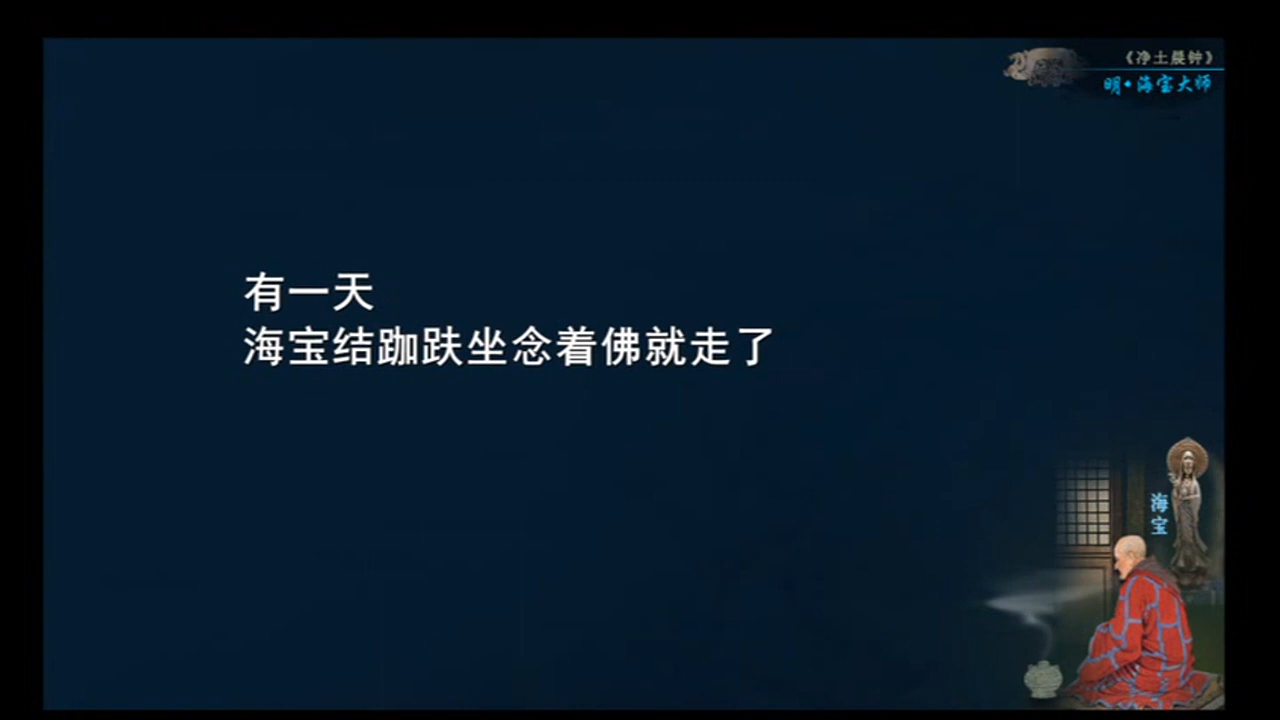 《净土晨钟》
明·海宝大师
有一天
海宝结跏趺坐念着佛就走了
海宝